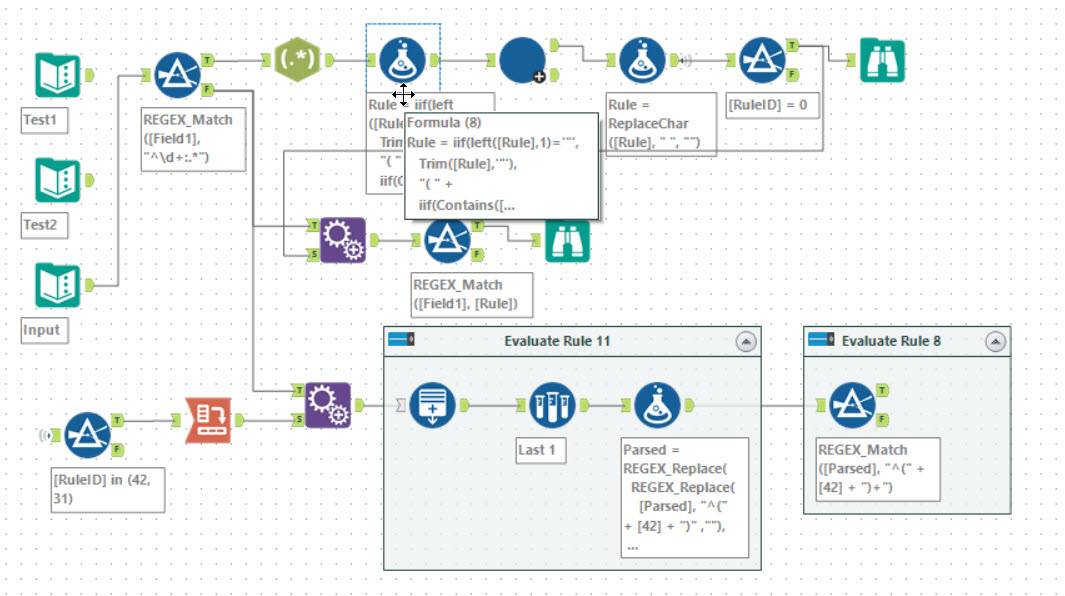 Test1
REGEX_Match
([Field1],
"^\d+:.*")
T
F
(.*)
Rule = iif(left
([Rule
Trim
"( "
iif(C
Formula (8)
Rule = iif(left([Rule],1)='"',
Trim([Rule],'"'),
"( " +
iif(Contains([...
Rule =
ReplaceChar
([Rule], " ", "")
T
F
[RuleID] = 0
Test2
T
S
T
F
REGEX_Match
([Field1], [Rule])
Input
Evaluate Rule 11
Evaluate Rule 8
T
F
[RuleID] in (42,
31)
T
S
Last 1
Parsed =
REGEX_Replace(
REGEX_Replace(
[Parsed], "^("
+ [42] + ")" ,""),
...
T
F
REGEX_Match
([Parsed], "^(" +
[42] + ")+")